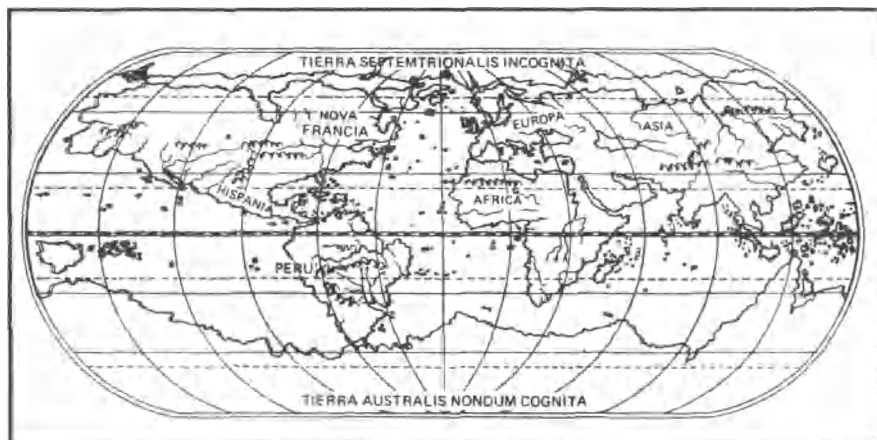 TIERRA SEPTEMTRIONALIS INCOGNITA
NOVA
FRANCIA
EUROPA
ASIA
HISPANIA
AFRICA
PERU
TIERRA AUSTRALIS NONDUM COGNITA